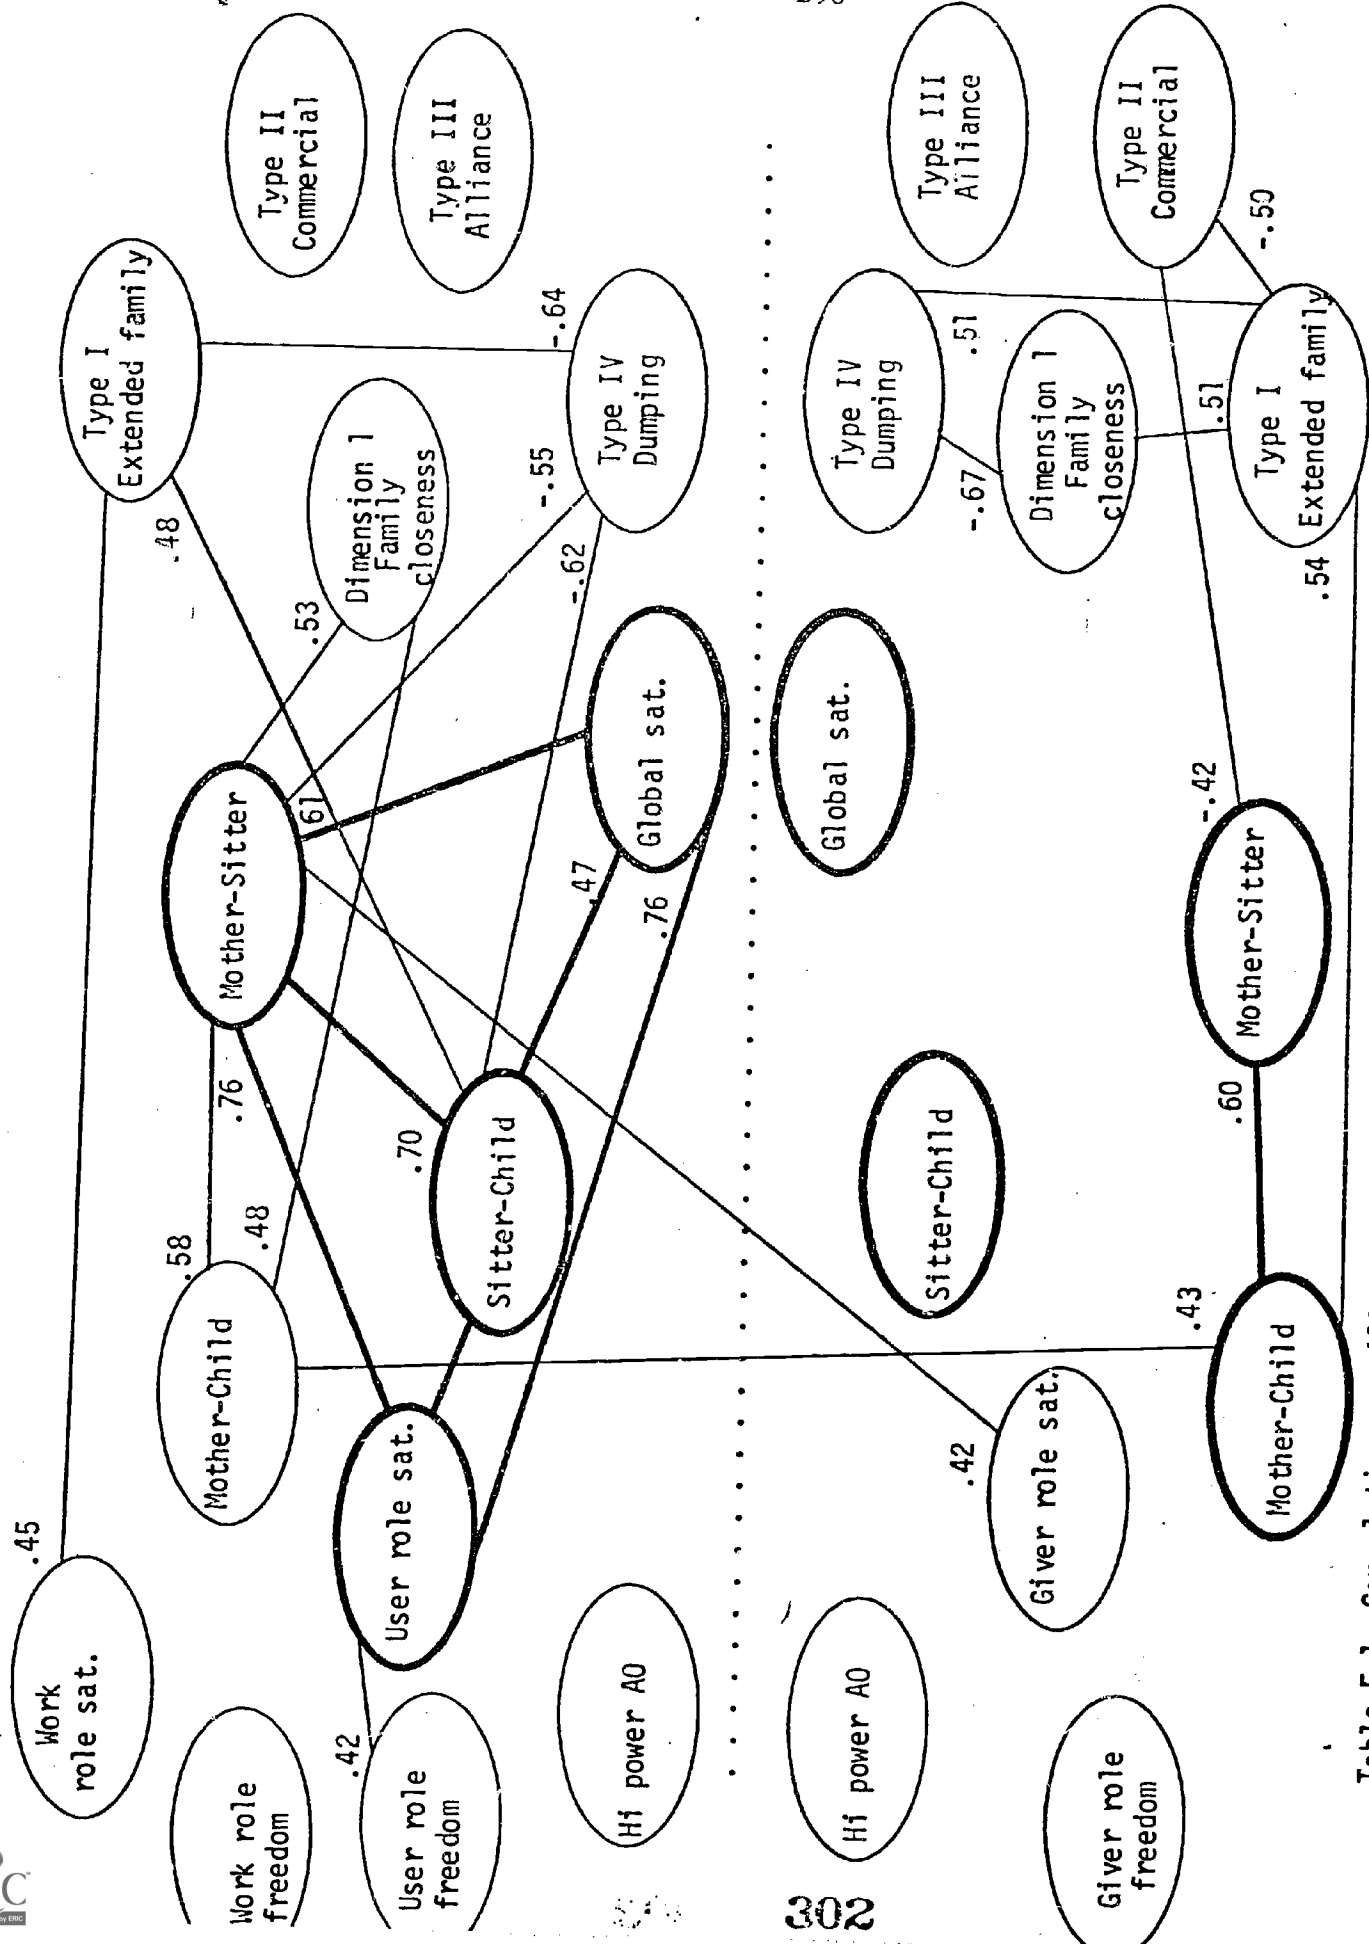 .45
Work
role sat.
Type I
Extended family
.48
Type II
Commercial
Type III
Alliance
Work role
freedom
.58
Mother-Child
.48
.76
Mother-Sitter
.53
Dimension 1
Family
closeness
.61
.42
User role
freedom
User role sat.
.70
Sitter-Child
.47
.76
Global sat.
-.62
-.55
-.64
Type IV
Dumping
Hi power AO
Hi power AO
Sitter-Child
Global sat.
Type IV
Dumping
Type III
Alliance
.51
-.67
Dimension 1
Family
closeness
Giver role
freedom
.42
Giver role sat.
.43
Mother-Child
.60
Mother-Sitter
-.42
Type II
Commercial
-.50
.51
Type I
Extended family
.54
302